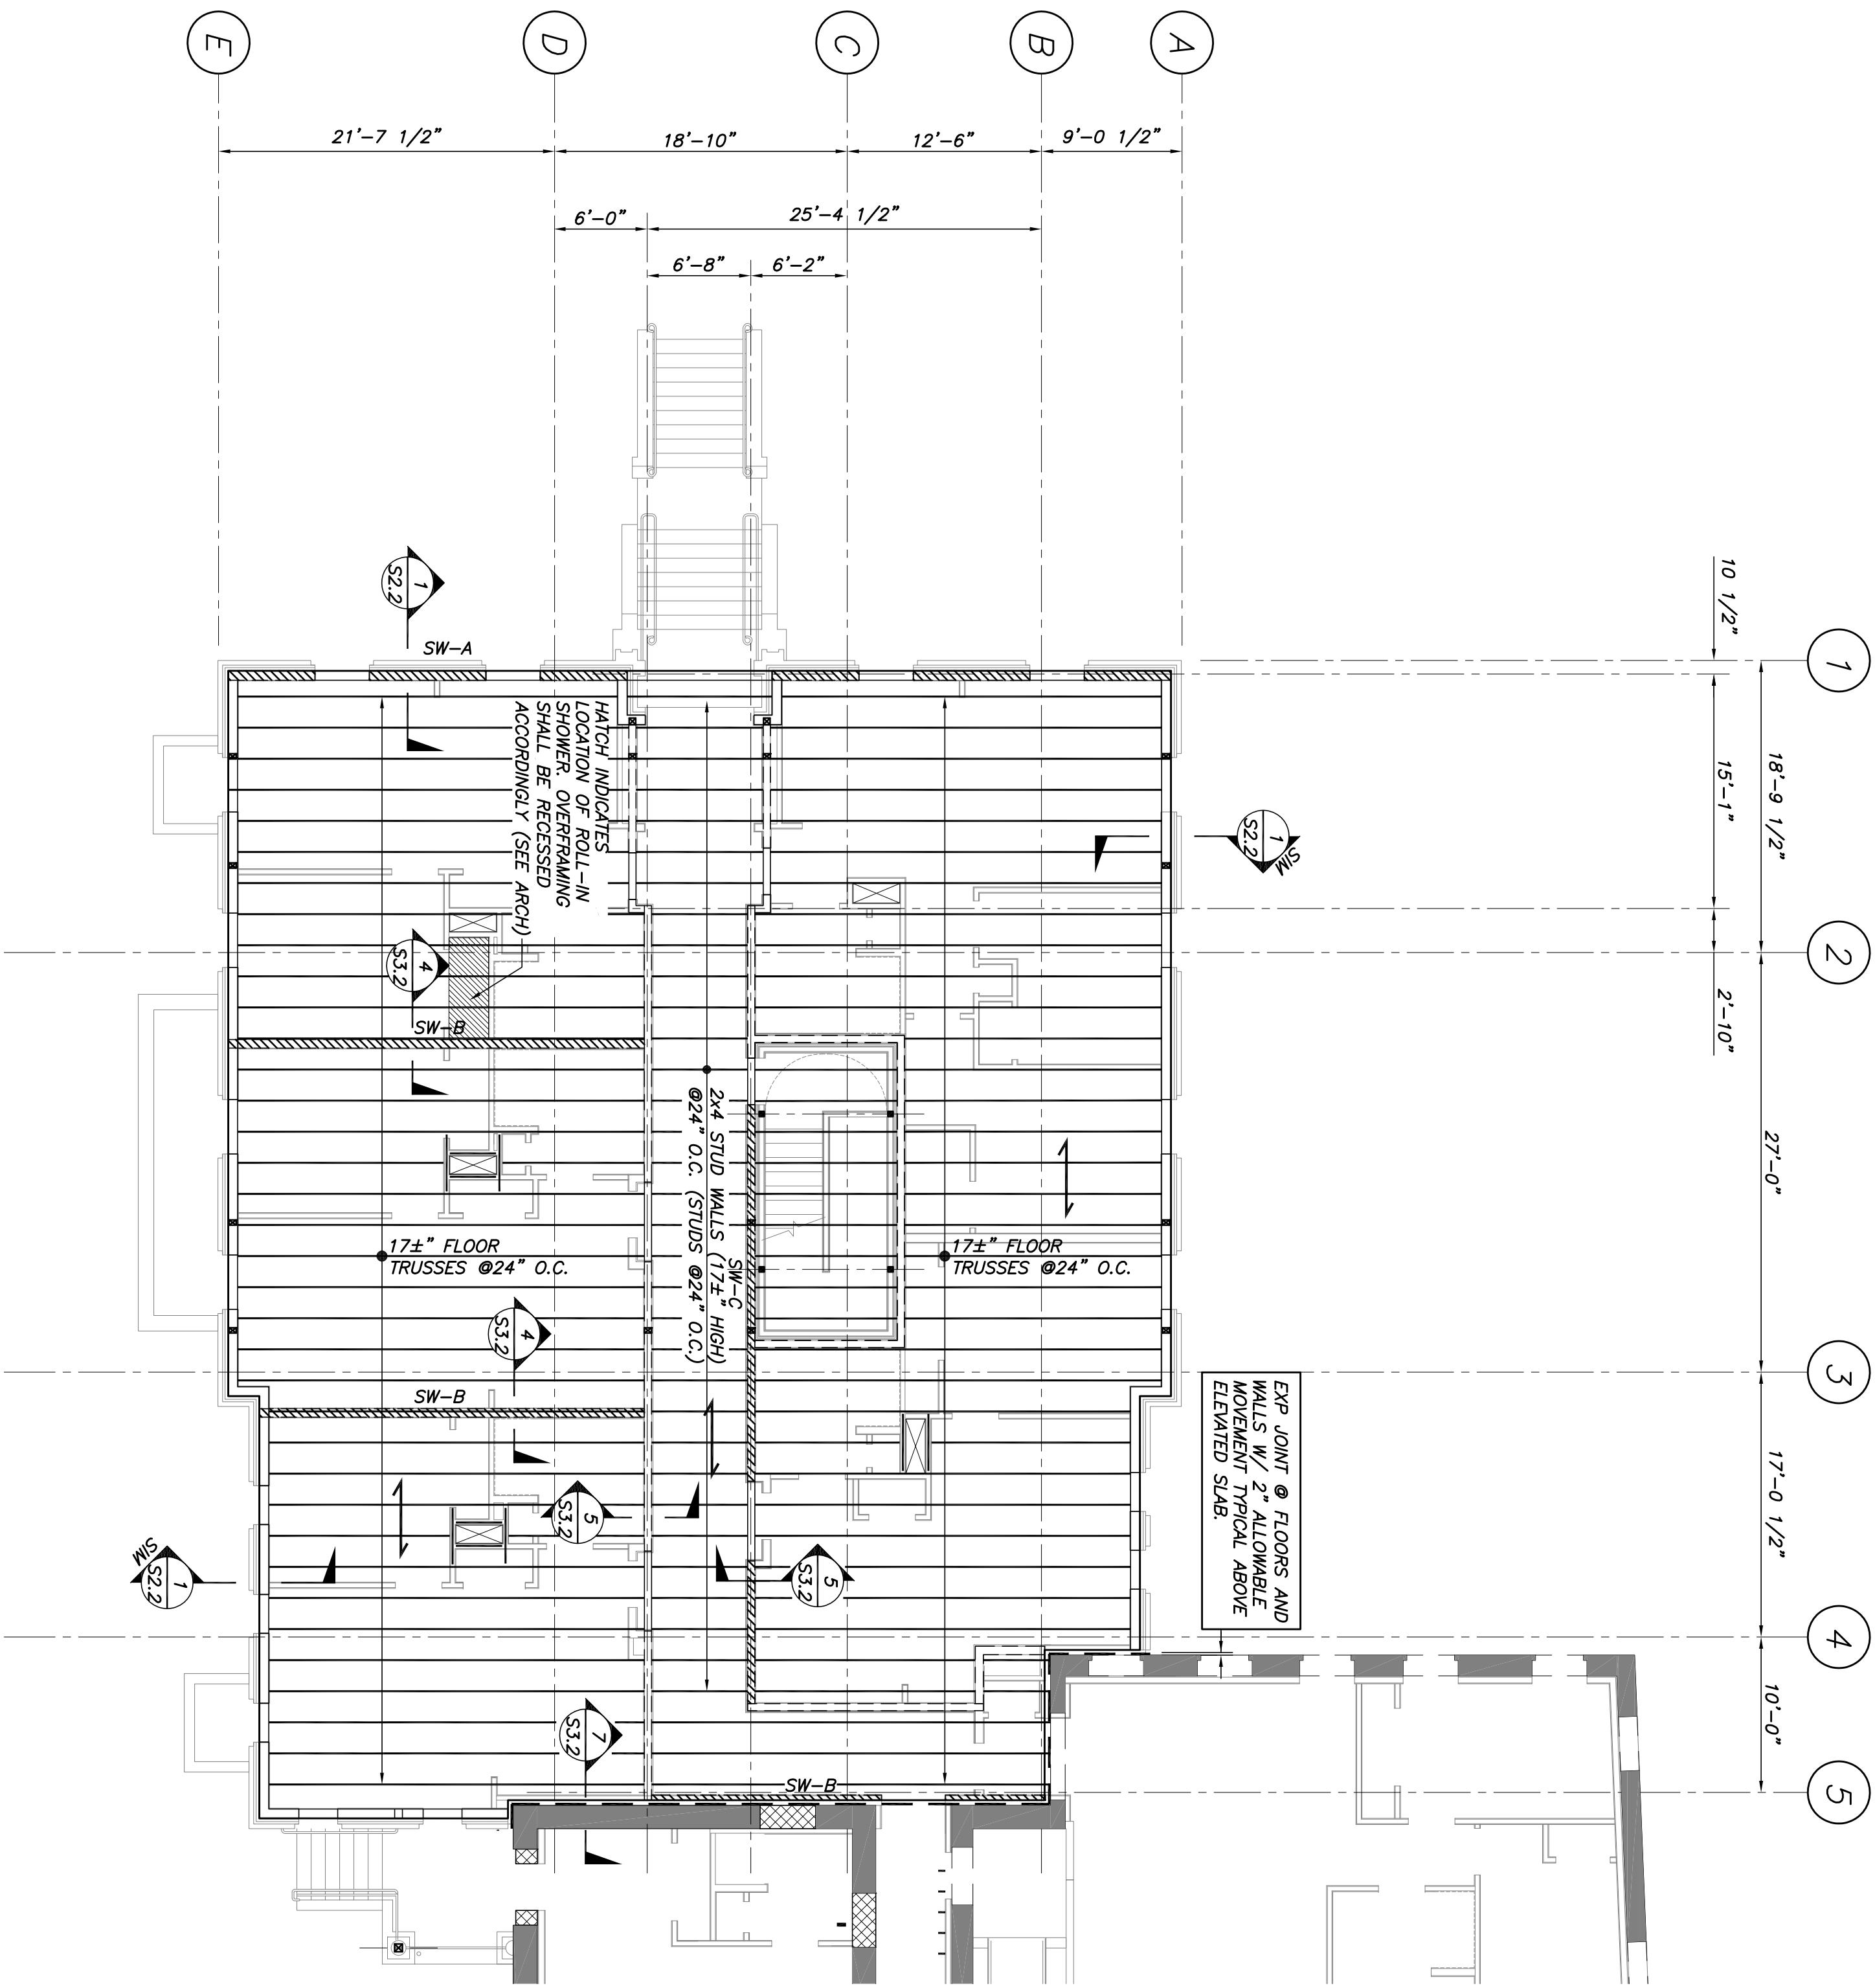 E
D
C
B
A
21'-7 1/2"
18'-10"
12'-6"
9'-0 1/2"
6'-0"
25'-4 1/2"
6'-8"
6'-2"
1
2
3
4
5
10 1/2"
18'-9 1/2"
15'-1"
2'-10"
27'-0"
17'-0 1/2"
10'-0"
1
S2.2
SW-A
1
S2.2
SIM
HATCH INDICATES
LOCATION OF ROLL-IN
SHOWER. OVERFRAMING
SHALL BE RECESSED
ACCORDINGLY (SEE ARCH)
4
S3.2
SW-B
2x4 STUD WALLS (17±" HIGH)
@24" O.C. (STUDS @24" O.C.)
SW-C
17±" FLOOR
TRUSSES @24" O.C.
17±" FLOOR
TRUSSES @24" O.C.
4
S3.2
SW-B
EXP JOINT @ FLOORS AND
WALLS W/ 2" ALLOWABLE
MOVEMENT TYPICAL ABOVE
ELEVATED SLAB.
5
S3.2
5
S3.2
1
S2.2
SIM
7
S3.2
SW-B